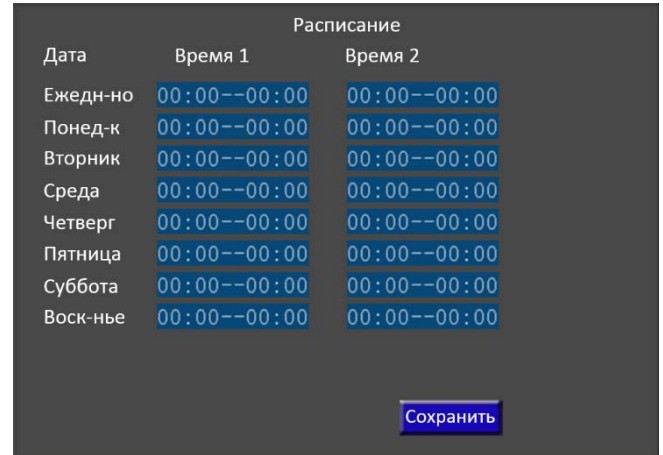 Расписание
Дата Время 1 Время 2
Ежедн-но 00:00--00:00 00:00--00:00
Понед-к 00:00--00:00 00:00--00:00
Вторник 00:00--00:00 00:00--00:00
Среда 00:00--00:00 00:00--00:00
Четверг 00:00--00:00 00:00--00:00
Пятница 00:00--00:00 00:00--00:00
Суббота 00:00--00:00 00:00--00:00
Воск-нье 00:00--00:00 00:00--00:00
Сохранить